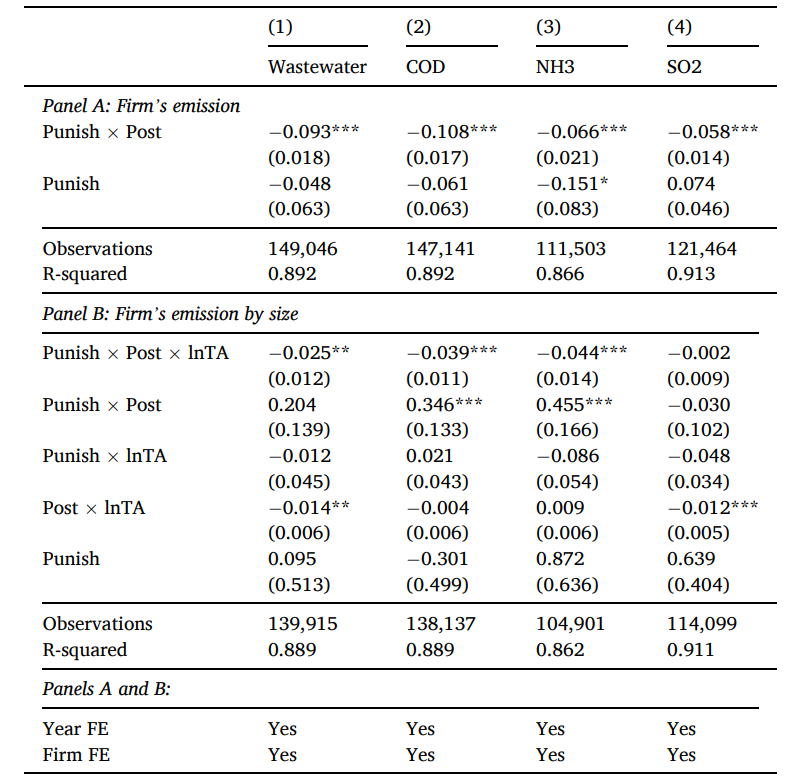 (1) (2) (3) (4)
Wastewater COD NH3 SO2
Panel A: Firm's emission
Punish × Post −0.093*** −0.108*** −0.066*** −0.058***
(0.018) (0.017) (0.021) (0.014)
Punish −0.048 −0.061 −0.151* 0.074
(0.063) (0.063) (0.083) (0.046)
Observations 149,046 147,141 111,503 121,464
R-squared 0.892 0.892 0.866 0.913
Panel B: Firm's emission by size
Punish × Post × lnTA −0.025** −0.039*** −0.044*** −0.002
(0.012) (0.011) (0.014) (0.009)
Punish × Post 0.204 0.346*** 0.455*** −0.030
(0.139) (0.133) (0.166) (0.102)
Punish × lnTA −0.012 0.021 −0.086 −0.048
(0.045) (0.043) (0.054) (0.034)
Post × lnTA −0.014** −0.004 0.009 −0.012***
(0.006) (0.006) (0.006) (0.005)
Punish 0.095 −0.301 0.872 0.639
(0.513) (0.499) (0.636) (0.404)
Observations 139,915 138,137 104,901 114,099
R-squared 0.889 0.889 0.862 0.911
Panels A and B:
Year FE Yes Yes Yes Yes
Firm FE Yes Yes Yes Yes